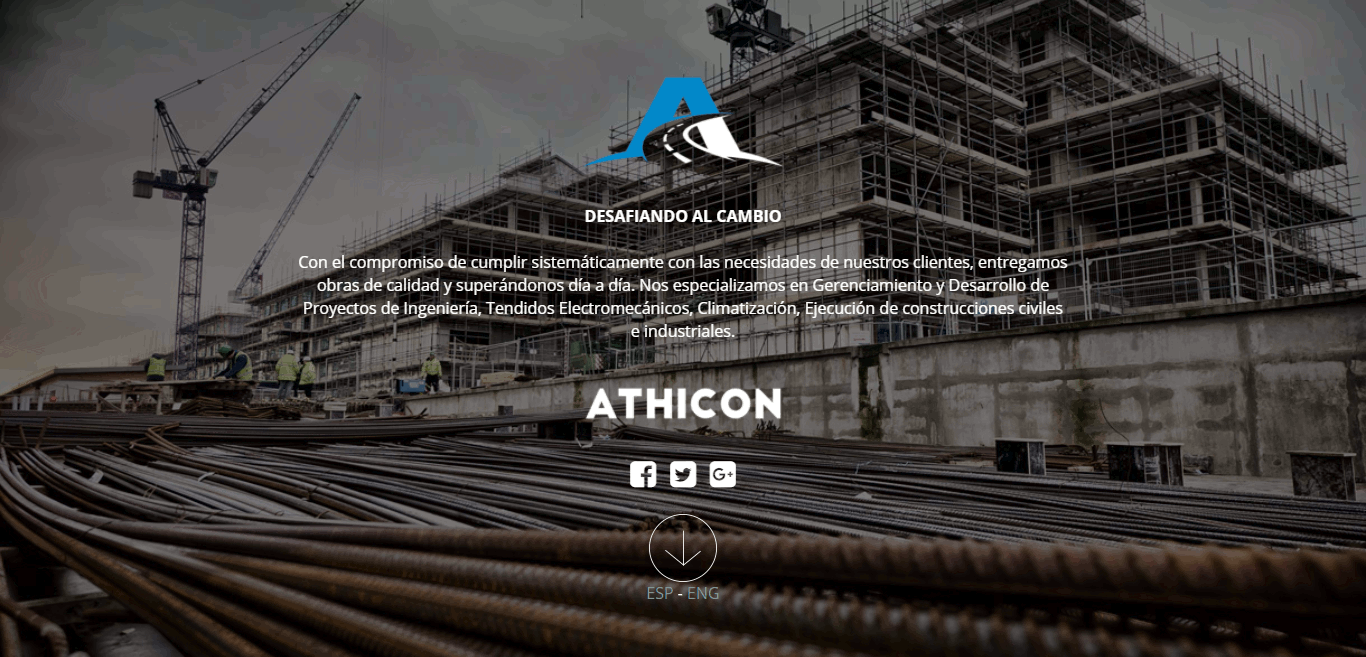 DESAFIANDO AL CAMBIO
Con el compromiso de cumplir sistemáticamente con las necesidades de nuestros clientes, entregamos
obras de calidad y superándonos día a día. Nos especializamos en Gerenciamiento y Desarrollo de
Proyectos de Ingeniería, Tendidos Electromecánicos, Climatización, Ejecución de construcciones civiles
e industriales.
ATHICON
ESP - ENG